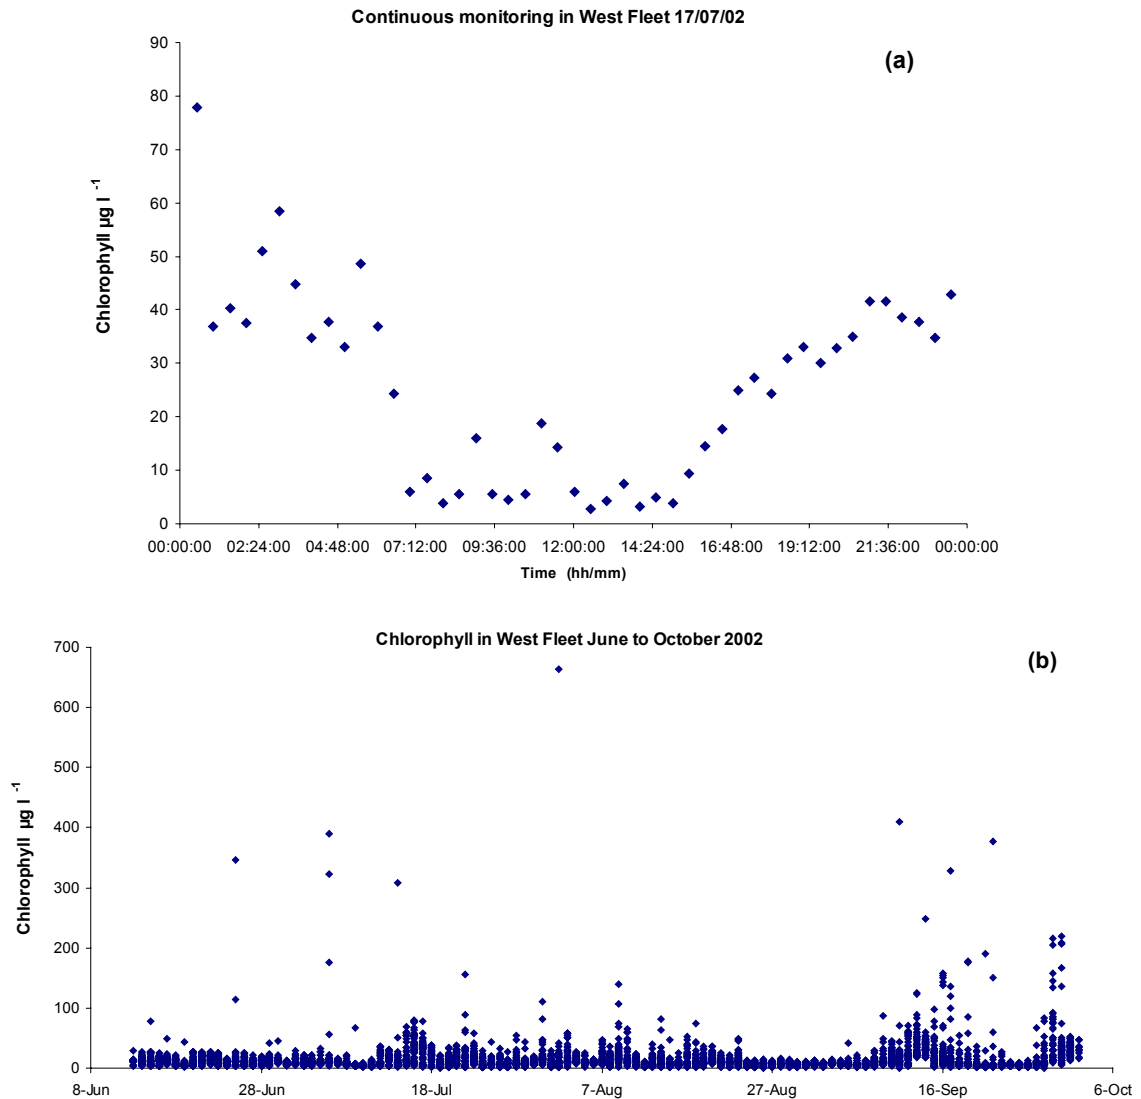 Continuous monitoring in West Fleet 17/07/02
(a)
90
80
70
60
50
40
30
20
10
0
Chlorophyll µg l -1
00:00:00 02:24:00 04:48:00 07:12:00 09:36:00 12:00:00 14:24:00 16:48:00 19:12:00 21:36:00 00:00:00
Time (hh/mm)
Chlorophyll in West Fleet June to October 2002
(b)
700
600
500
400
300
200
100
0
Chlorophyll µg l -1
8-Jun 28-Jun 18-Jul 7-Aug 27-Aug 16-Sep 6-Oct